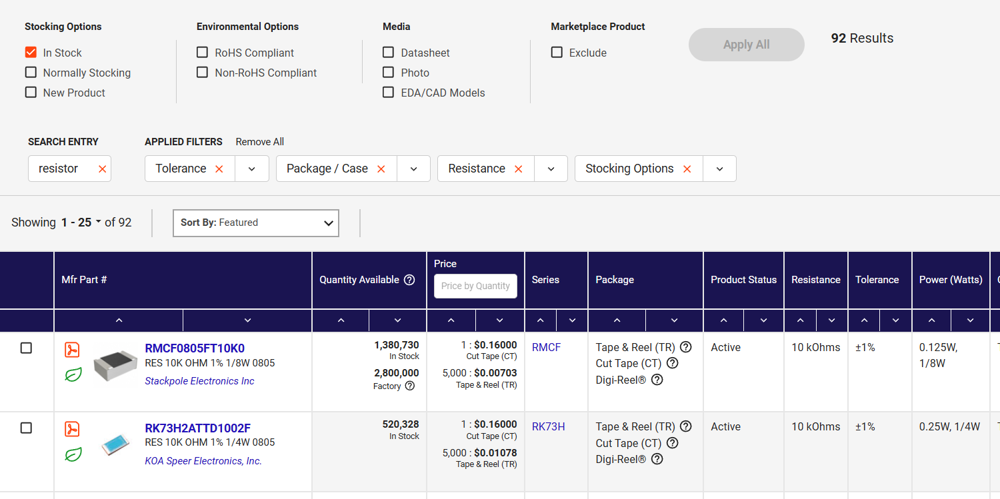 Stocking Options
In Stock
Normally Stocking
New Product
Environmental Options
RoHS Compliant
Non-RoHS Compliant
Media
Datasheet
Photo
EDA/CAD Models
Marketplace Product
Exclude
Apply All
92 Results
SEARCH ENTRY
resistor
APPLIED FILTERS Remove All
Tolerance
Package / Case
Resistance
Stocking Options
Showing 1 - 25 of 92
Sort By: Featured
Mfr Part #
Quantity Available
Price
Price by Quantity
Series
Package
Product Status
Resistance
Tolerance
Power (Watts)
RMCF0805FT10K0
RES 10K OHM 1% 1/8W 0805
Stackpole Electronics Inc
1,380,730
In Stock
2,800,000
Factory
1 : $0.16000
Cut Tape (CT)
5,000 : $0.00703
Tape & Reel (TR)
RMCF
Tape & Reel (TR)
Cut Tape (CT)
Digi-Reel®
Active
10 kOhms
±1%
0.125W,
1/8W
RK73H2ATTD1002F
RES 10K OHM 1% 1/4W 0805
KOA Speer Electronics, Inc.
520,328
In Stock
1 : $0.16000
Cut Tape (CT)
5,000 : $0.01078
Tape & Reel (TR)
RK73H
Tape & Reel (TR)
Cut Tape (CT)
Digi-Reel®
Active
10 kOhms
±1%
0.25W, 1/4W